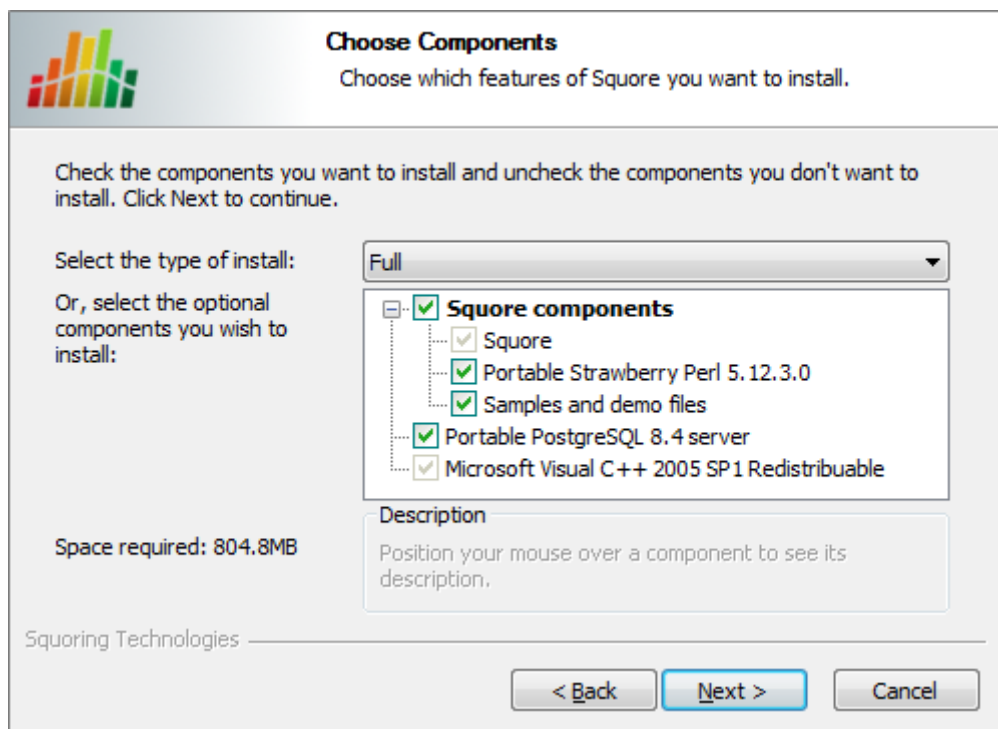 Choose Components
Choose which features of Squore you want to install.
Check the components you want to install and uncheck the components you don't want to
install. Click Next to continue.
Select the type of install:
Full
Or, select the optional
components you wish to
install:
Squore components
Squore
Portable Strawberry Perl 5.12.3.0
Samples and demo files
Portable PostgreSQL 8.4 server
Microsoft Visual C++ 2005 SP1 Redistribuable
Space required: 804.8MB
Description
Position your mouse over a component to see its
description.
Squoring Technologies
< Back
Next >
Cancel